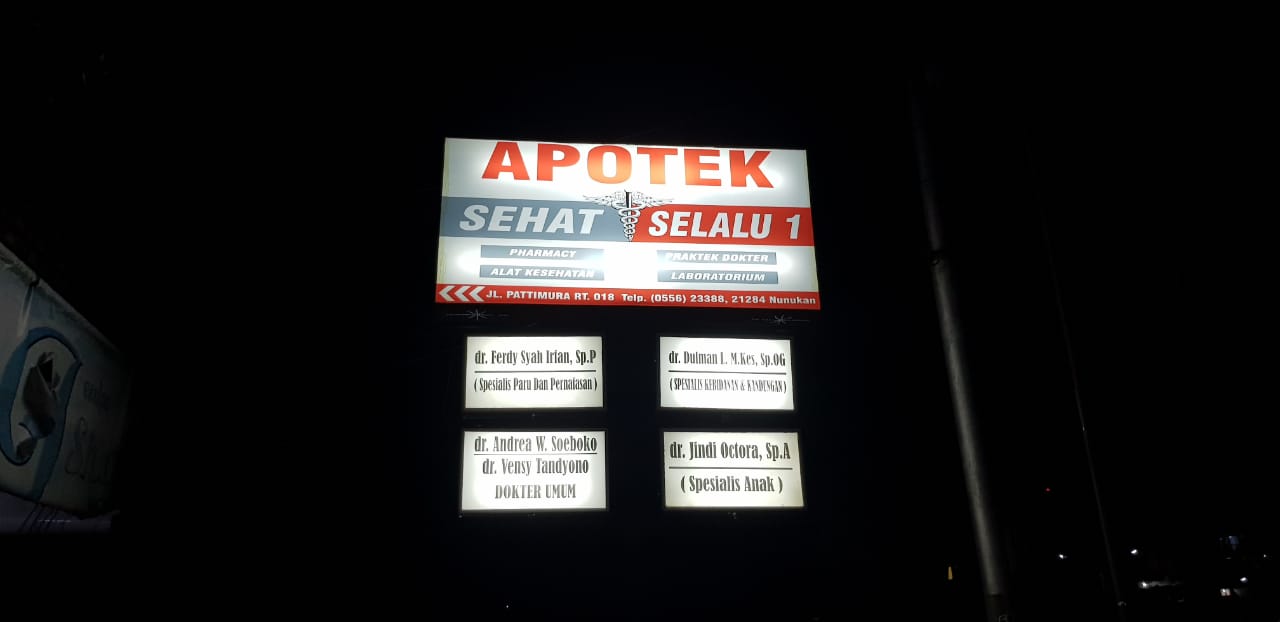 APOTEK
SEHAT SELALU 1
PHARMACY
PRAKTEK DOKTER
ALAT KESEHATAN
LABORATORIUM
JL. PATTIMURA RT. 018 Telp. (0556) 23388, 21284 Nunukan
dr. Ferdy Syah Irfan, Sp.P
( Spesialis Paru Dan Pernafasan )
dr. Dulman L. M.Kes, Sp.OG
( SPESIALIS KEBIDANAN & KANDUNGAN )
dr. Andrea W. Soeboko
dr. Vensy Tandyono
DOKTER UMUM
dr. Jindi Octora, Sp.A
( Spesialis Anak )